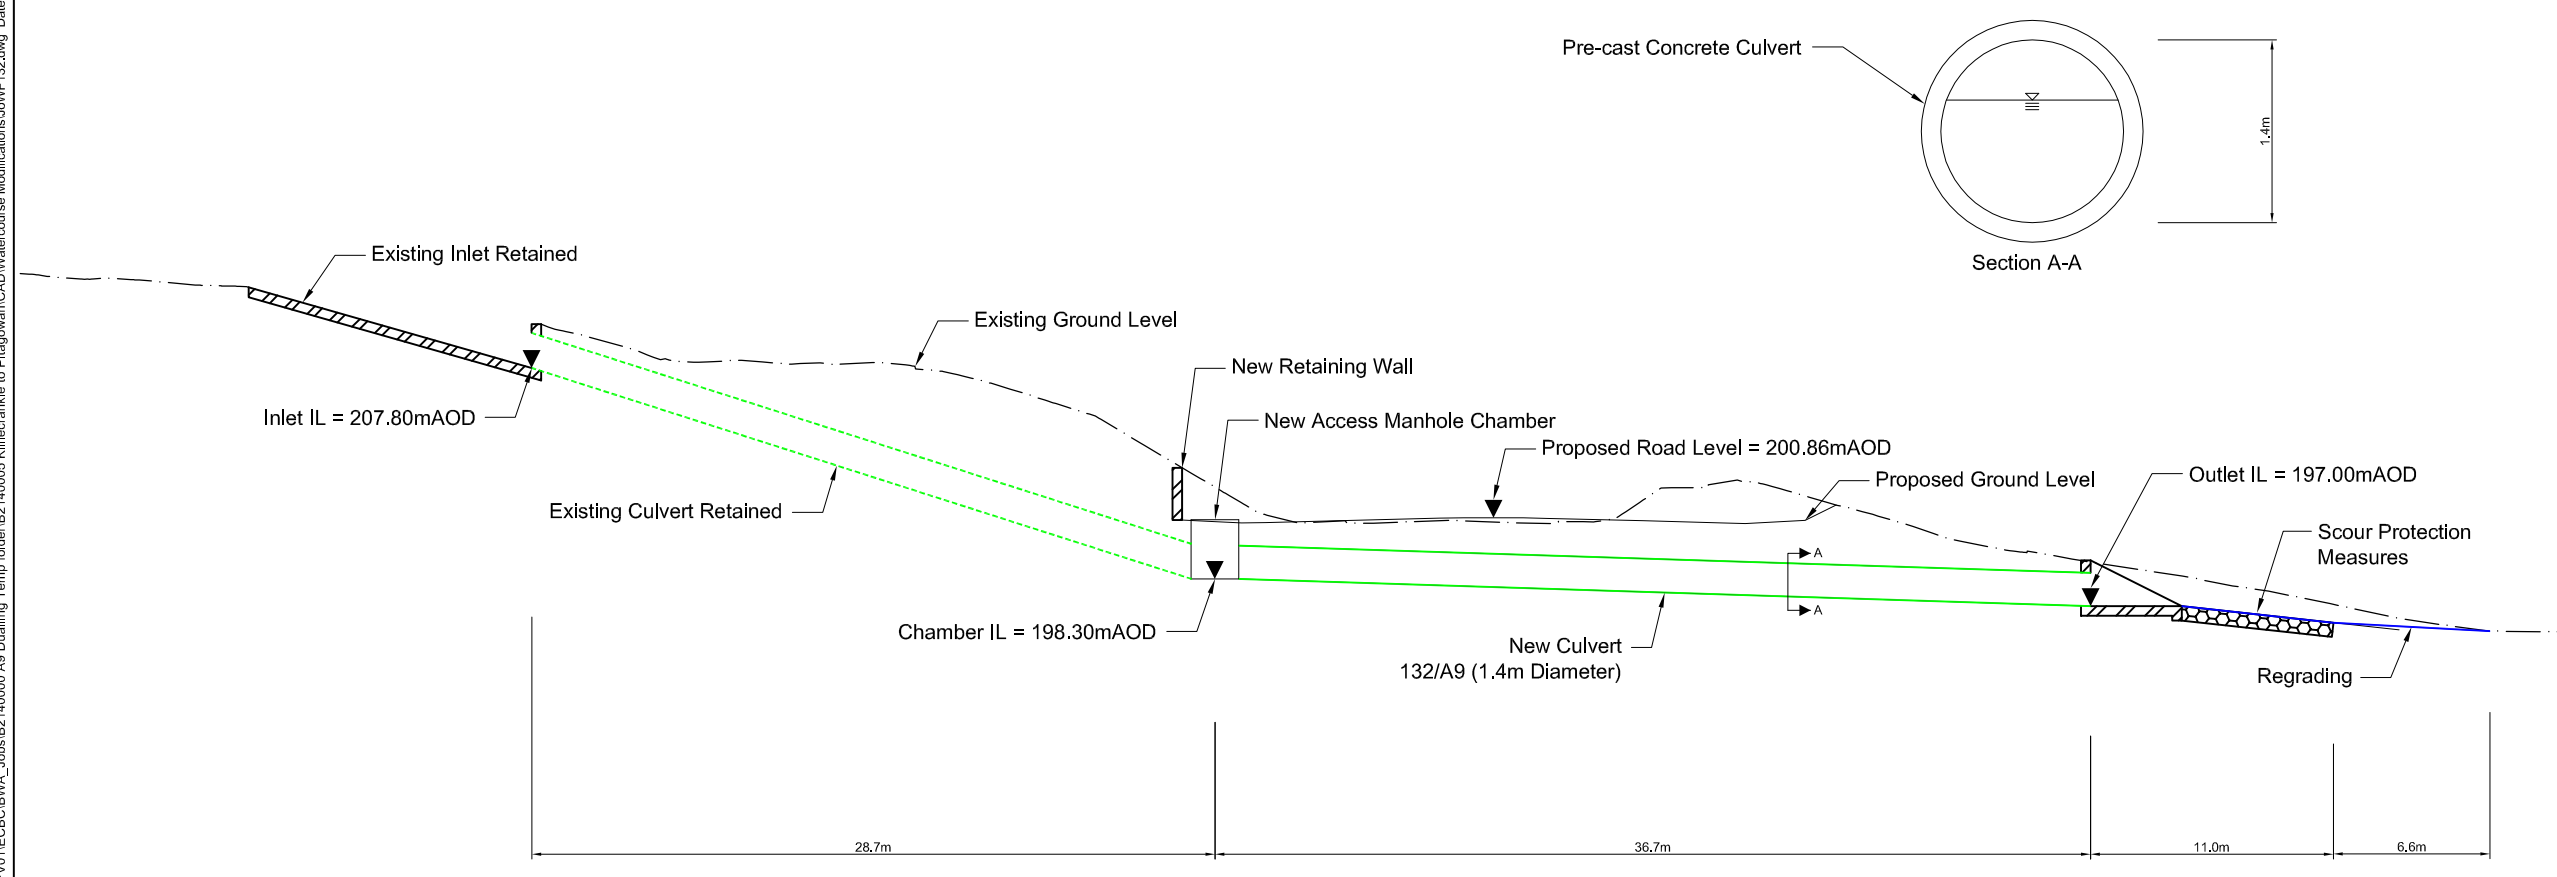 Pre-cast Concrete Culvert
1.4m
Section A-A
Existing Inlet Retained
Existing Ground Level
New Retaining Wall
Inlet IL = 207.80mAOD
New Access Manhole Chamber
Proposed Road Level = 200.86mAOD
Proposed Ground Level
Outlet IL = 197.00mAOD
Existing Culvert Retained
Scour Protection
Measures
A
A
Chamber IL = 198.30mAOD
New Culvert
132/A9 (1.4m Diameter)
Regrading
28.7m
36.7m
11.0m
6.6m